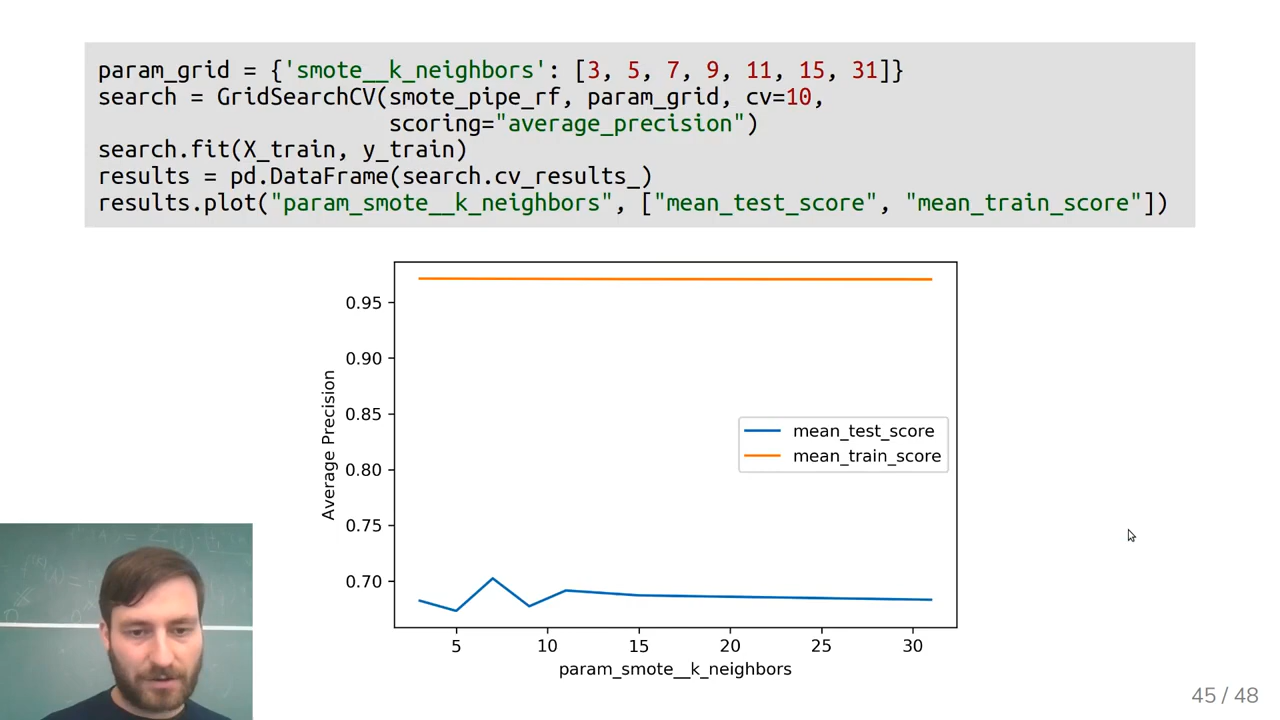 param_grid = {'smote__k_neighbors': [3, 5, 7, 9, 11, 15, 31]}
search = GridSearchCV(smote_pipe_rf, param_grid, cv=10,
scoring="average_precision")
search.fit(X_train, y_train)
results = pd.DataFrame(search.cv_results_)
results.plot("param_smote__k_neighbors", ["mean_test_score", "mean_train_score"])
0.95
0.90
0.85
0.80
0.75
0.70
Average Precision
mean_test_score
mean_train_score
5 10 15 20 25 30
param_smote__k_neighbors
45 / 48